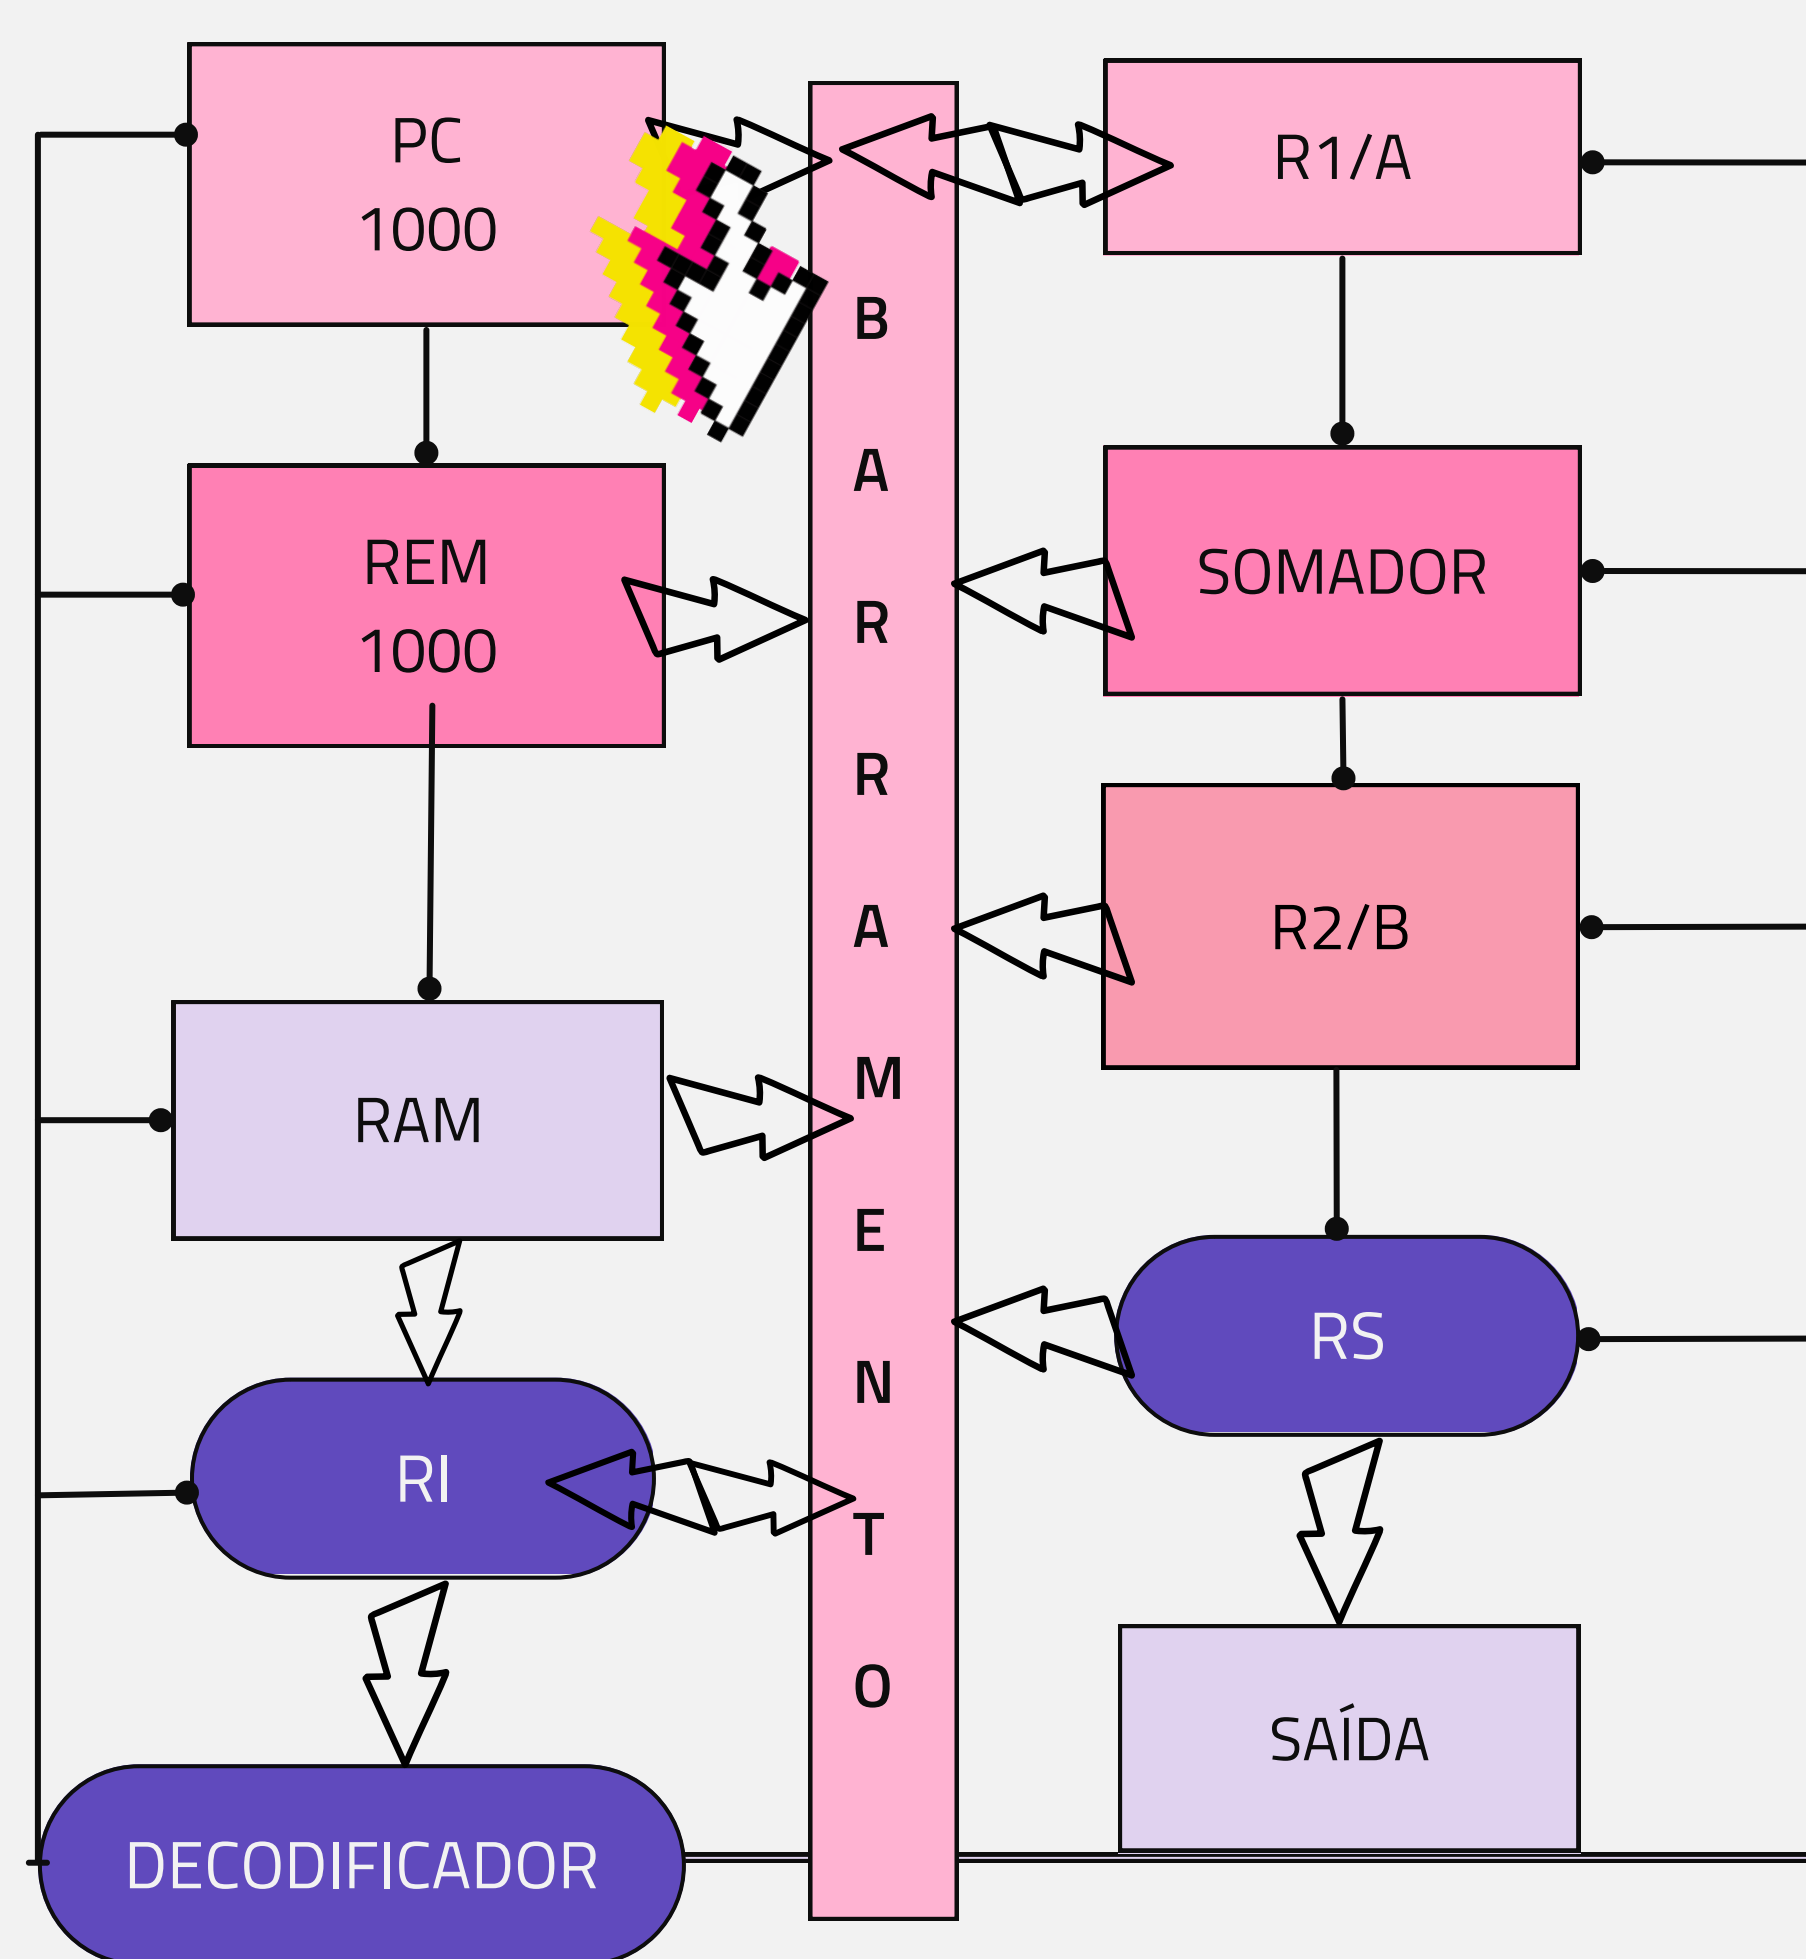 PC
1000
REM
1000
RAM
RI
DECODIFICADOR
B
A
R
R
A
M
E
N
T
O
R1/A
SOMADOR
R2/B
RS
SAÍDA